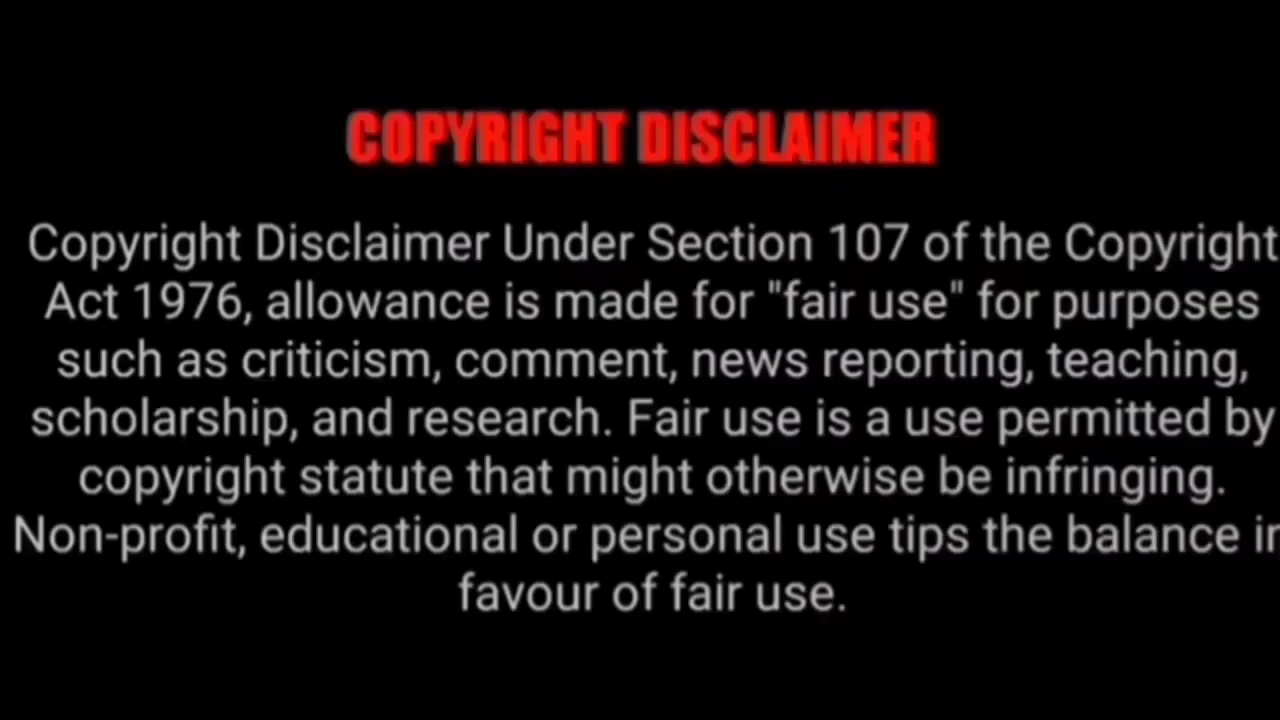 COPYRIGHT DISCLAIMER
Copyright Disclaimer Under Section 107 of the Copyright
Act 1976, allowance is made for "fair use" for purposes
such as criticism, comment, news reporting, teaching,
scholarship, and research. Fair use is a use permitted by
copyright statute that might otherwise be infringing.
Non-profit, educational or personal use tips the balance in
favour of fair use.